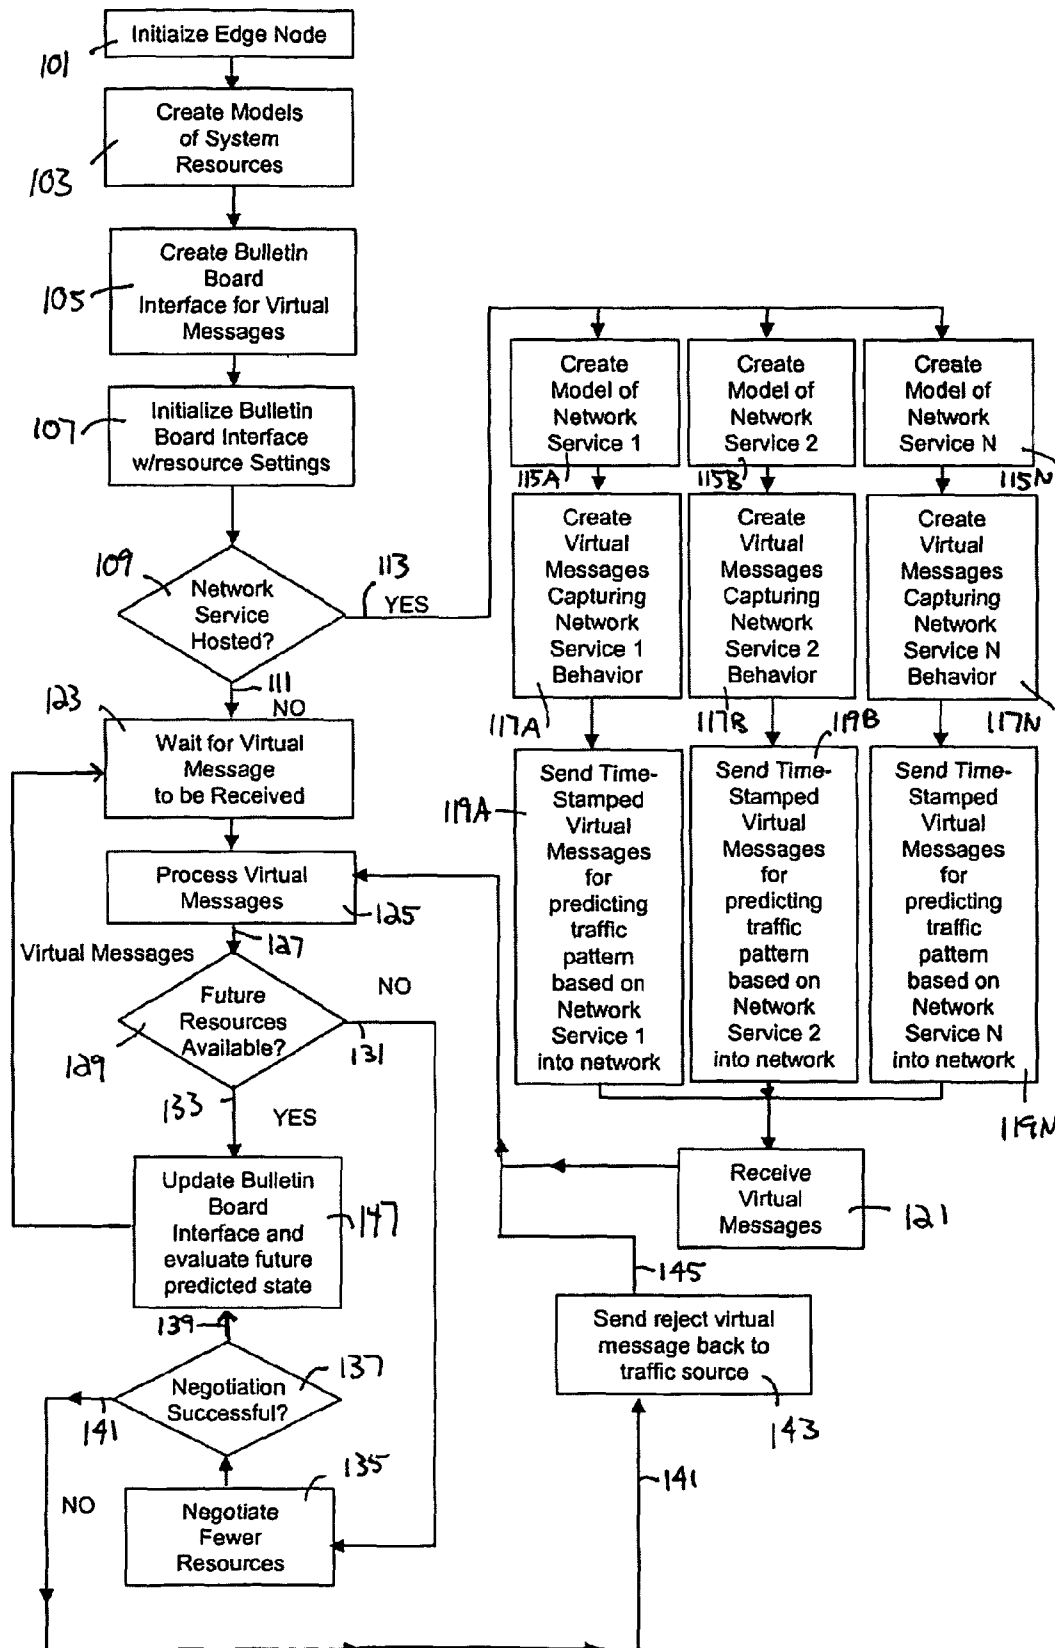 Initiaize Edge Node
101
Create Models
of System
Resources
103
Create Bulletin
Board
Interface for Virtual
Messages
105
Initialize Bulletin
Board Interface
w/resource Settings
107
109
Network
Service
Hosted?
113
YES
111
NO
Create
Model of
Network
Service 1
115A
Create
Model of
Network
Service 2
115B
Create
Model of
Network
Service N
115N
Create
Virtual
Messages
Capturing
Network
Service 1
Behavior
117A
Create
Virtual
Messages
Capturing
Network
Service 2
Behavior
117B
Create
Virtual
Messages
Capturing
Network
Service N
Behavior
117N
Send Time-
Stamped
Virtual
Messages
for
predicting
traffic
pattern
based on
Network
Service 1
into network
119A
Send Time-
Stamped
Virtual
Messages
for
predicting
traffic
pattern
based on
Network
Service 2
into network
119B
Send Time-
Stamped
Virtual
Messages
for
predicting
traffic
pattern
based on
Network
Service N
into network
119N
Receive
Virtual
Messages
121
123
Wait for Virtual
Message
to be Received
Process Virtual
Messages
125
127
Virtual Messages
Future
Resources
Available?
129
NO
131
133
YES
Update Bulletin
Board
Interface and
evaluate future
predicted state
147
139
Negotiation
Successful?
137
141
NO
Negotiate
Fewer
Resources
135
145
Send reject virtual
message back to
traffic source
143
141